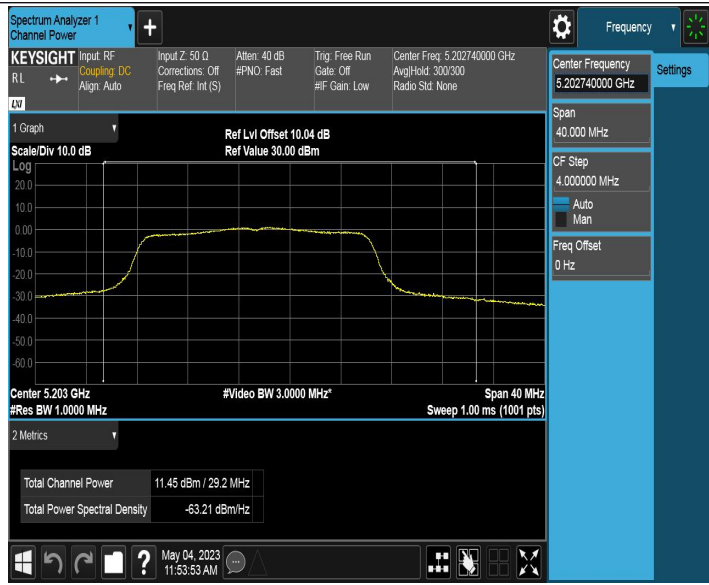 Spectrum Analyzer 1
Channel Power
+
Frequency
KEYSIGHT
RL
LXI
Input: RF
Coupling: DC
Align: Auto
Input Z: 50 Ω
Corrections: Off
Freq Ref: Int (S)
Atten: 40 dB
#PNO: Fast
Trig: Free Run
Gate: Off
#IF Gain: Low
Center Freq: 5.202740000 GHz
Avg|Hold: 300/300
Radio Std: None
Center Frequency
5.202740000 GHz
Settings
Span
40.000 MHz
CF Step
4.000000 MHz
Auto
Man
Freq Offset
0 Hz
1 Graph
Scale/Div 10.0 dB
Ref Lvl Offset 10.04 dB
Ref Value 30.00 dBm
Log
20.0
10.0
0.00
-10.0
-20.0
-30.0
-40.0
-50.0
-60.0
Center 5.203 GHz
#Res BW 1.0000 MHz
#Video BW 3.0000 MHz*
Span 40 MHz
Sweep 1.00 ms (1001 pts)
2 Metrics
Total Channel Power 11.45 dBm / 29.2 MHz
Total Power Spectral Density -63.21 dBm/Hz
?
May 04, 2023
11:53:53 AM